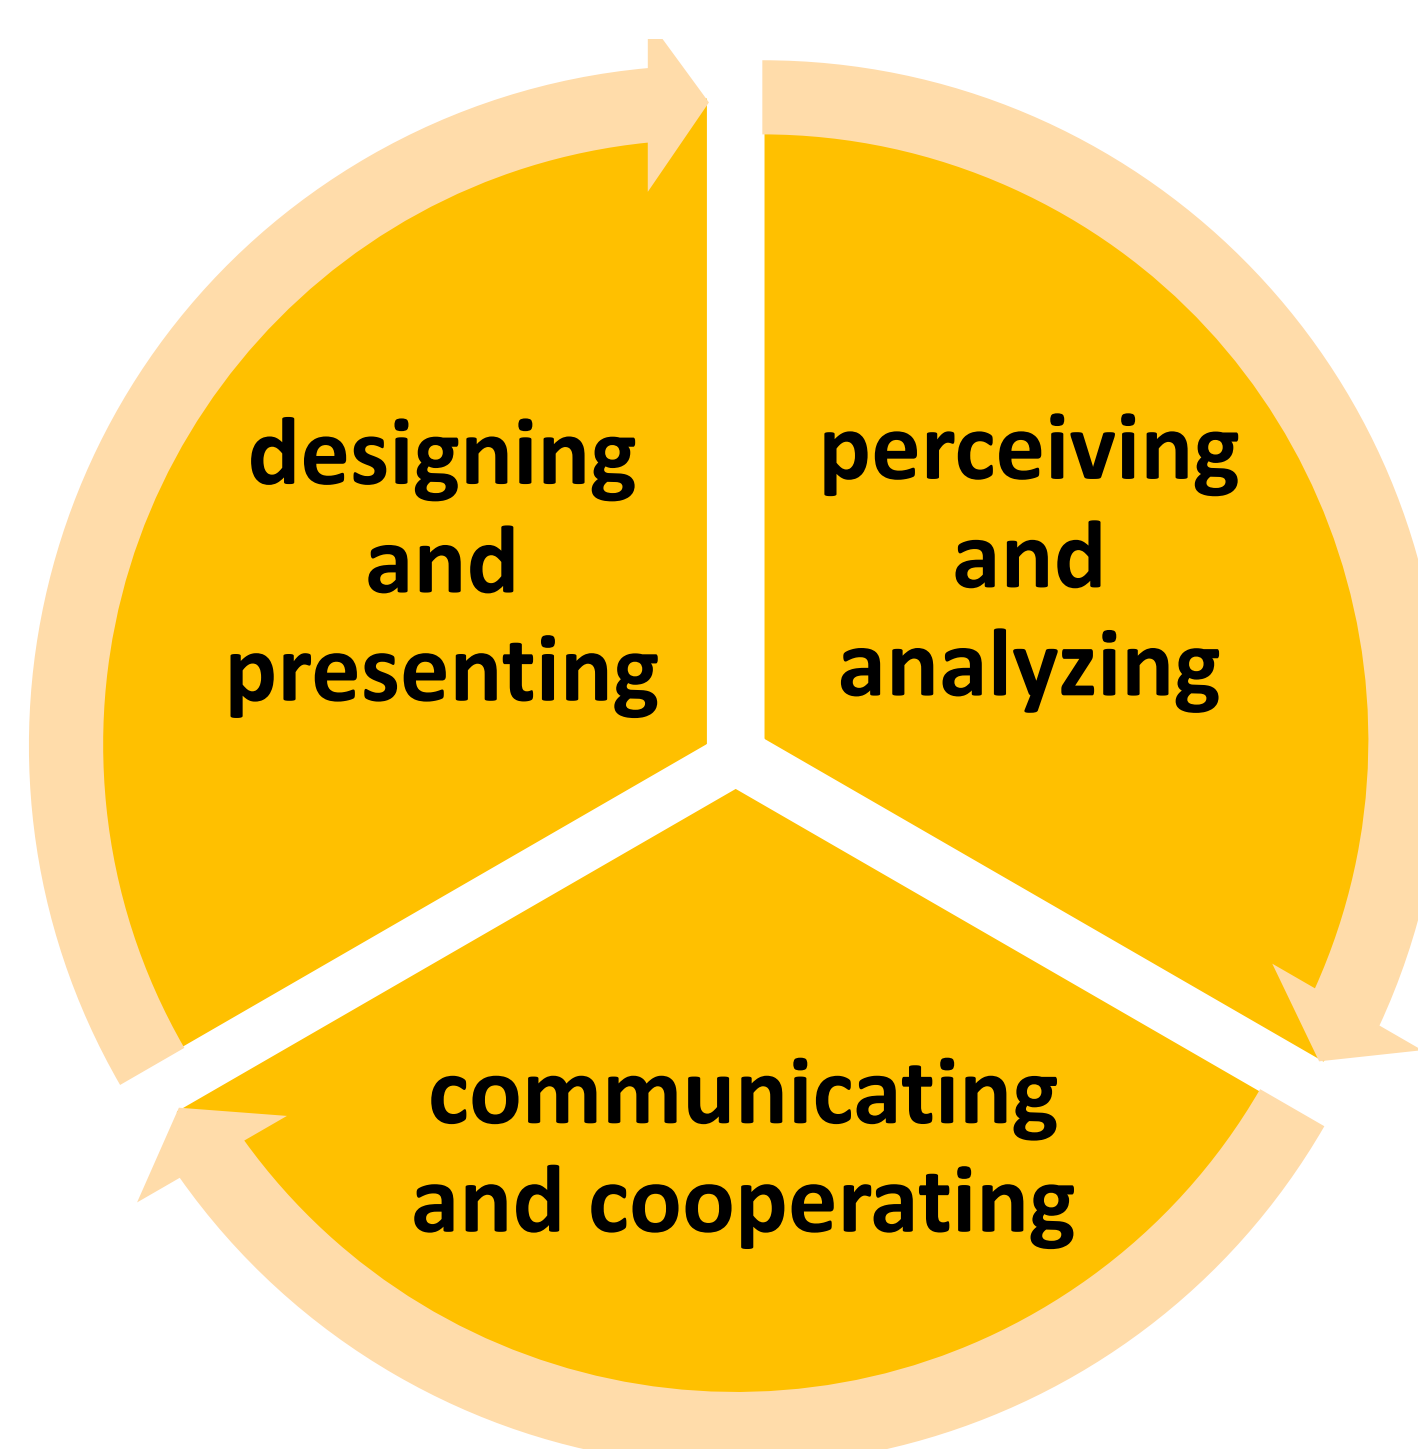 designing
and
presenting
perceiving
and
analyzing
communicating
and cooperating